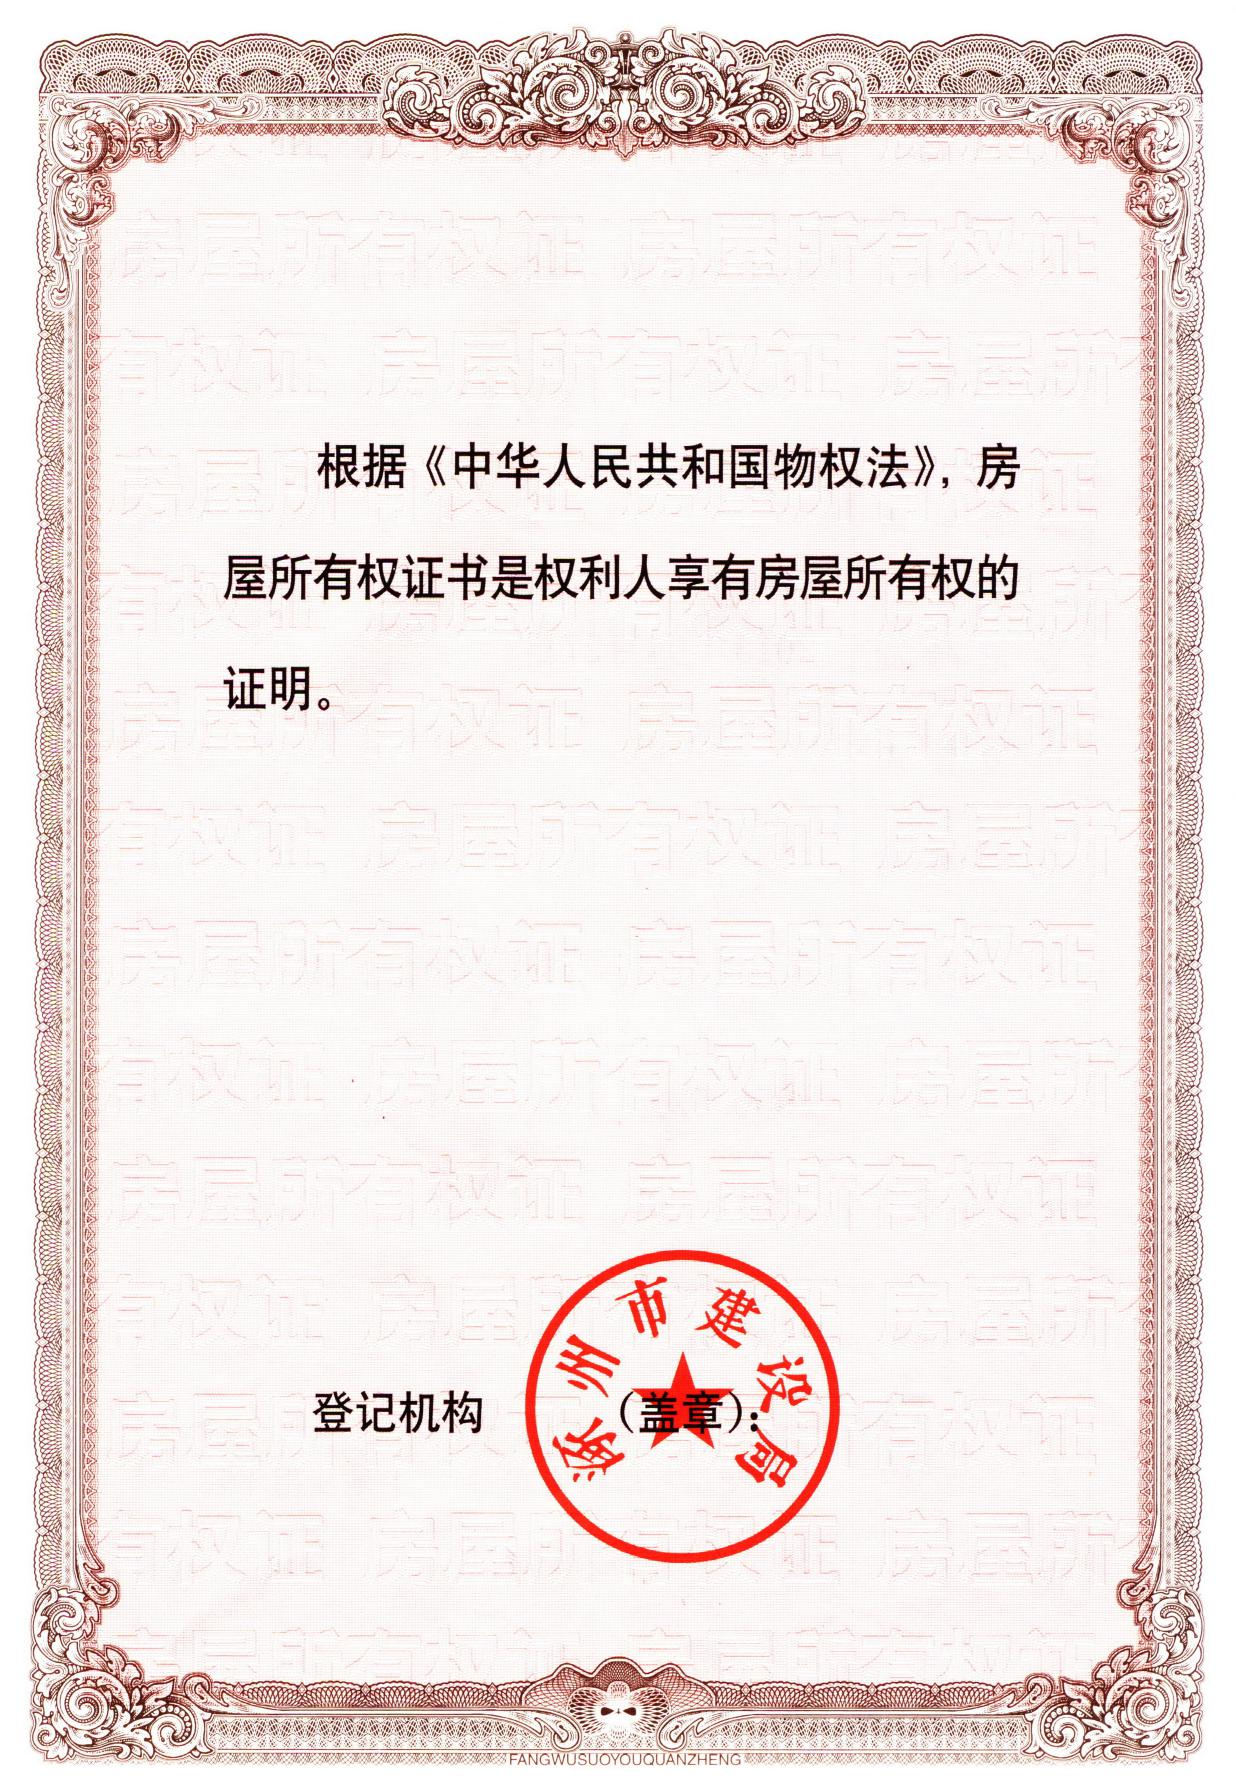 根据《中华人民共和国物权法》，房
屋所有权证书是权利人享有房屋所有权的
证明。
登记机构 （盖章）：
州市建设局
FANGWUSUOYOUQUANZHENG